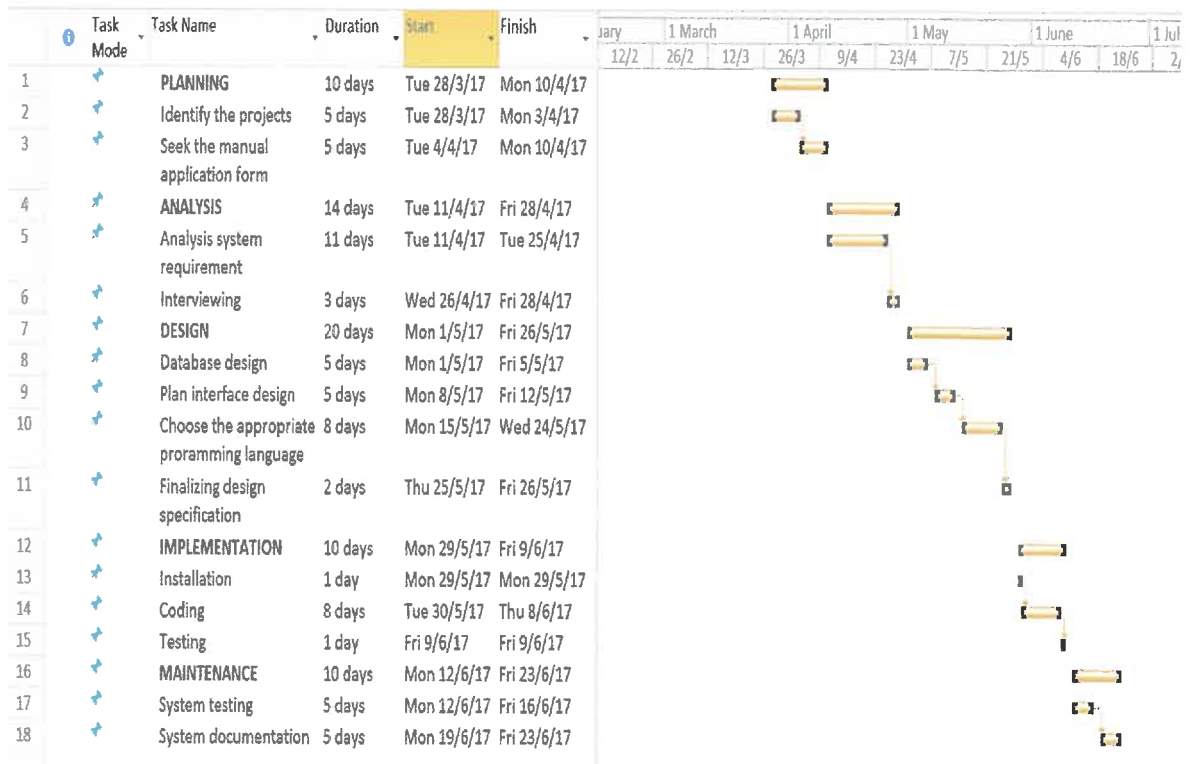 Task Mode Task Name Duration Start Finish
1 March 1 April 1 May 1 June 1 Jul
12/2 26/2 12/3 26/3 9/4 23/4 7/5 21/5 4/6 18/6
1 PLANNING 10 days Tue 28/3/17 Mon 10/4/17
2 Identify the projects 5 days Tue 28/3/17 Mon 3/4/17
3 Seek the manual 5 days Tue 4/4/17 Mon 10/4/17
application form
4 ANALYSIS 14 days Tue 11/4/17 Fri 28/4/17
5 Analysis system 11 days Tue 11/4/17 Tue 25/4/17
requirement
6 Interviewing 3 days Wed 26/4/17 Fri 28/4/17
7 DESIGN 20 days Mon 1/5/17 Fri 26/5/17
8 Database design 5 days Mon 1/5/17 Fri 5/5/17
9 Plan interface design 5 days Mon 8/5/17 Fri 12/5/17
10 Choose the appropriate 8 days Mon 15/5/17 Wed 24/5/17
proramming language
11 Finalizing design 2 days Thu 25/5/17 Fri 26/5/17
specification
12 IMPLEMENTATION 10 days Mon 29/5/17 Fri 9/6/17
13 Installation 1 day Mon 29/5/17 Mon 29/5/17
14 Coding 8 days Tue 30/5/17 Thu 8/6/17
15 Testing 1 day Fri 9/6/17 Fri 9/6/17
16 MAINTENANCE 10 days Mon 12/6/17 Fri 23/6/17
17 System testing 5 days Mon 12/6/17 Fri 16/6/17
18 System documentation 5 days Mon 19/6/17 Fri 23/6/17